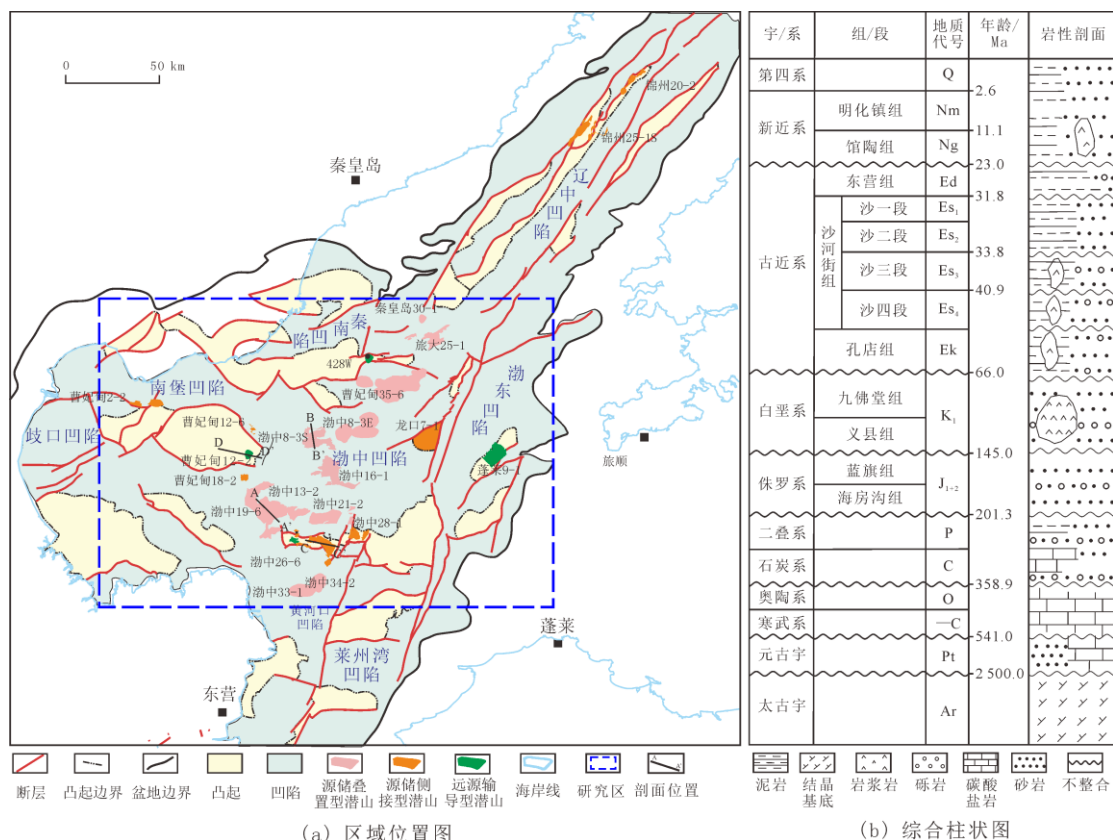 0 50 km
锦州20-2
锦州25-1S
秦皇岛
辽中凹陷
秦皇岛30-1
秦南凹陷
旅大25-1
428W
渤东凹陷
南堡凹陷
曹妃甸2-2
曹妃甸35-6
曹妃甸12-6
B
渤中8-3E
龙口7-1
歧口凹陷
渤中8-3S
D
D'
B'
渤中凹陷
旅顺
曹妃甸12-2
蓬莱9-1
曹妃甸18-2
渤中16-1
A
渤中13-2
渤中19-6
渤中21-2
A'
渤中28-1
C
渤中26-6
渤中34-2
渤中33-1
黄河口
凹陷
蓬莱
莱州湾
凹陷
东营
断层
凸起边界
盆地边界
凸起
凹陷
源储叠
置型潜山
源储侧
接型潜山
远源输
导型潜山
海岸线
研究区
A
A'
剖面位置
(a) 区域位置图
宇/系 组/段 地质代号 年龄/Ma 岩性剖面
第四系 Q
2.6
新近系 明化镇组 Nm
11.1
馆陶组 Ng
23.0
古近系 东营组 Ed
31.8
沙河街组 沙一段 Es₁
沙二段 Es₂
33.8
沙三段 Es₃
40.9
沙四段 Es₄
孔店组 Ek
66.0
白垩系 九佛堂组 K₁
义县组
145.0
侏罗系 蓝旗组 J₁₋₂
海房沟组
201.3
二叠系 P
石炭系 C
358.9
奥陶系 O
寒武系 —C
541.0
元古宇 Pt
2 500.0
太古宇 Ar
泥岩
结晶
基底
岩浆岩
砾岩
碳酸
盐岩
砂岩
不整合
(b) 综合柱状图